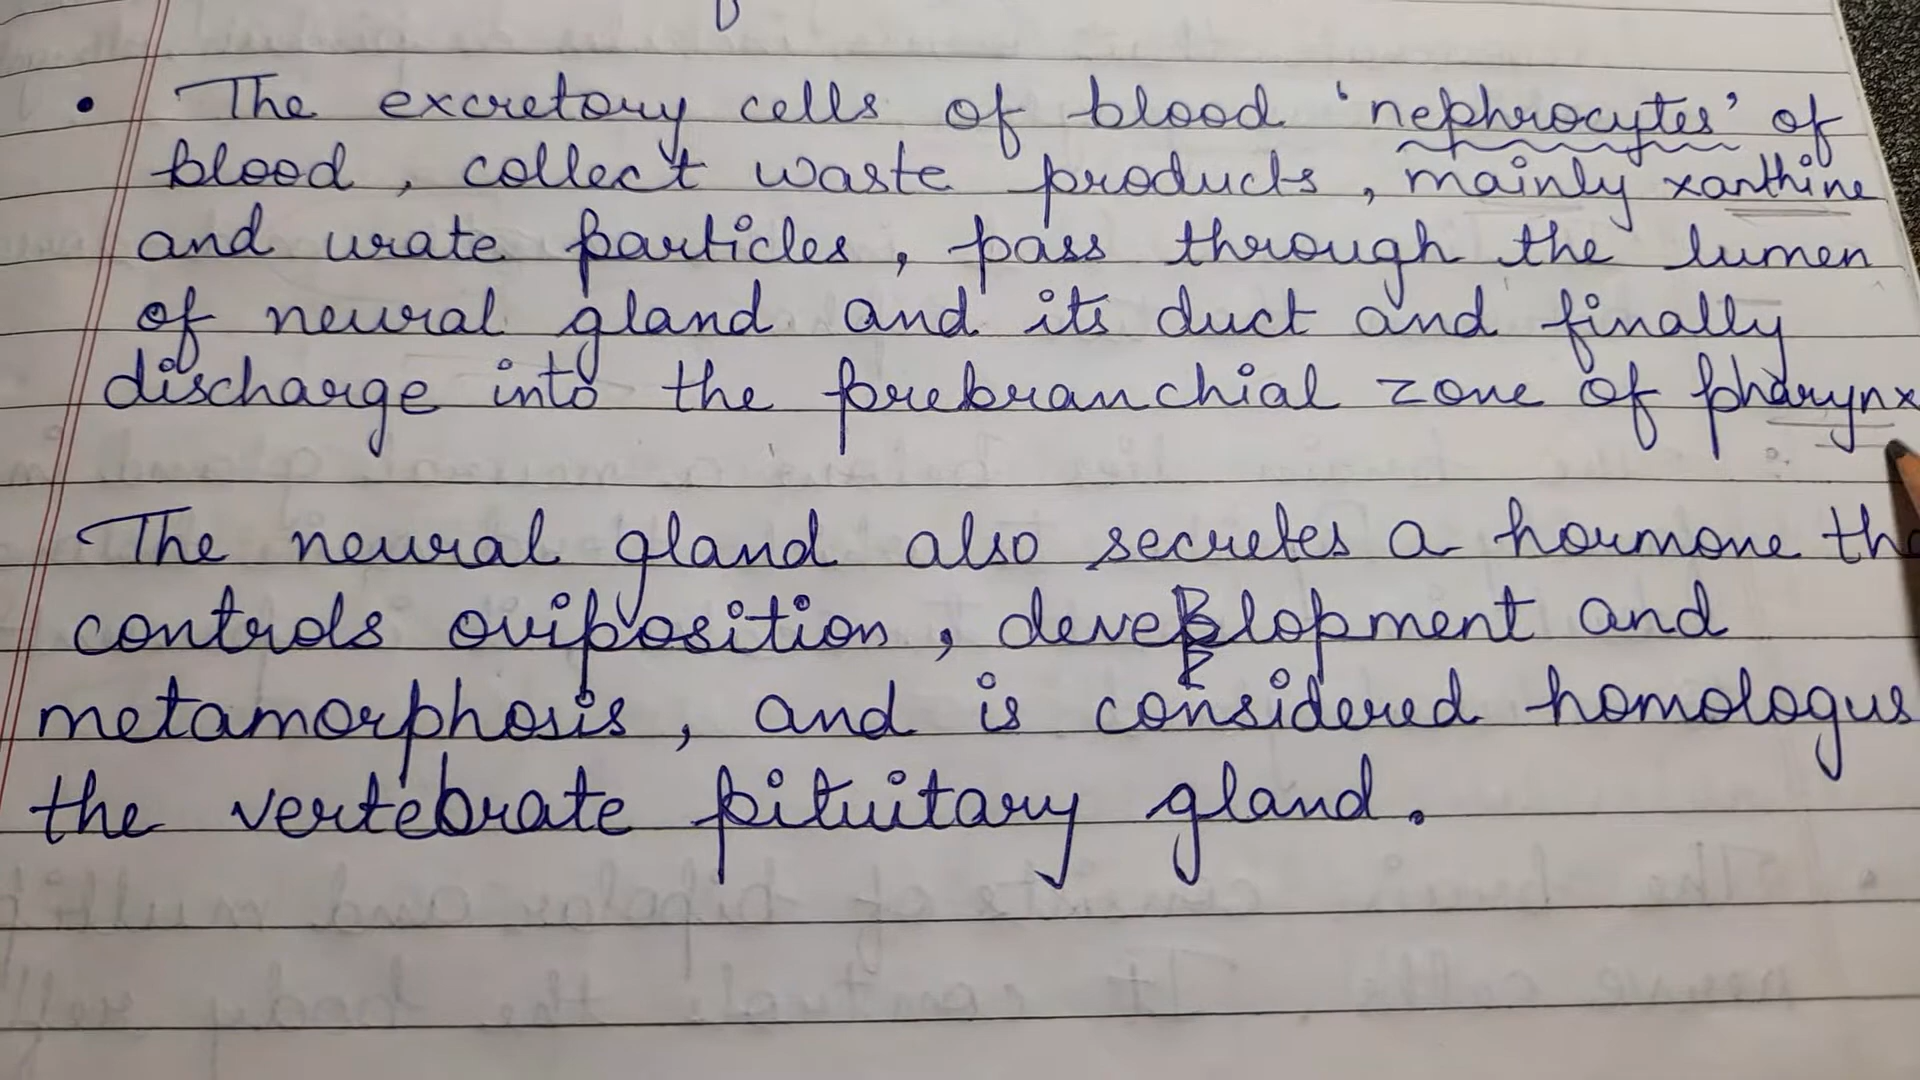 • The excretory cells of blood 'nephrocytes' of
blood, collect waste products, mainly xanthine
and urate particles, pass through the lumen
of neural gland and its duct and finally
discharge into the prebranchial zone of pharynx
The neural gland also secretes a hormone tha
controls oviposition, development and
metamorphosis, and is considered homologus
the vertebrate pituitary gland.